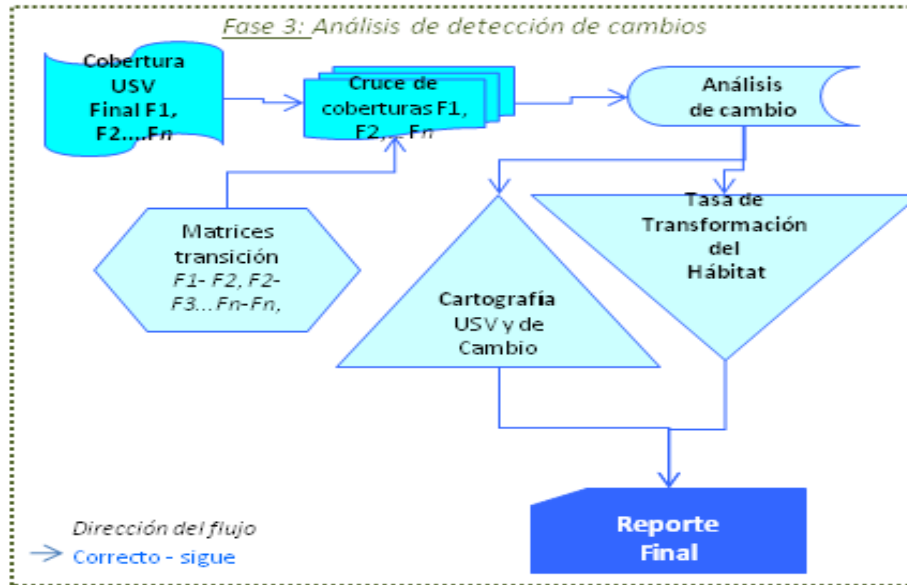 Fase 3: Análisis de detección de cambios
Cobertura
USV
Final F1,
F2....Fn
Cruce de
coberturas F1,
F2,... Fn
Análisis
de cambio
Matrices
transición
F1- F2, F2-
F3...Fn-Fn,
Cartografía
USV y de
Cambio
Tasa de
Transformación
del
Hábitat
Reporte
Final
Dirección del flujo
Correcto - sigue